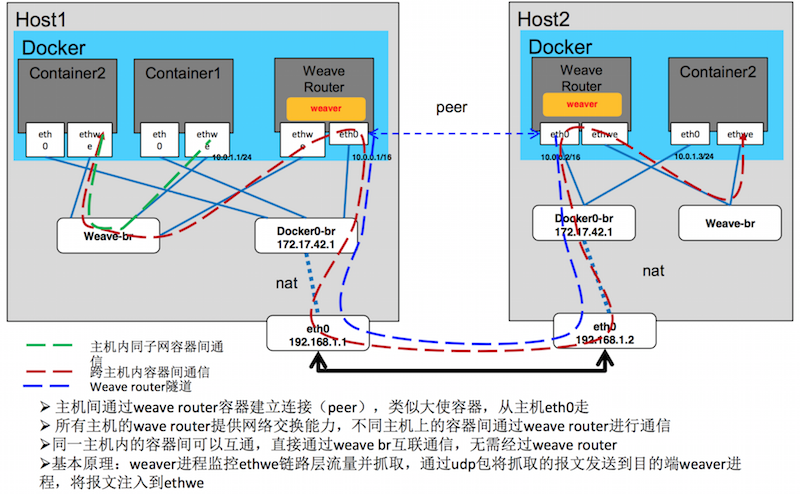 Host1
Host2
Docker
Docker
Container2
Container1
Weave
Router
weaver
Weave
Router
weaver
Container2
peer
eth
0
ethw
e
eth
0
ethw
e
ethwe
eth0
eth0
ethwe
eth0
ethwe
10.0.1.1/24
10.0.0.1/16
10.0.0.2/16
10.0.1.3/24
Weave-br
Docker0-br
172.17.42.1
Docker0-br
172.17.42.1
Weave-br
nat
nat
eth0
192.168.1.1
eth0
192.168.1.2
主机内同子网容器间通
信
跨主机内容器间通信
Weave router隧道
➢ 主机间通过weave router容器建立连接（peer），类似大使容器，从主机eth0走
➢ 所有主机的wave router提供网络交换能力，不同主机上的容器间通过weave router进行通信
➢ 同一主机内的容器间可以互通，直接通过weave br互联通信，无需经过weave router
➢ 基本原理：weaver进程监控ethwe链路层流量并抓取，通过udp包将抓取的报文发送到目的端weaver进
程，将报文注入到ethwe